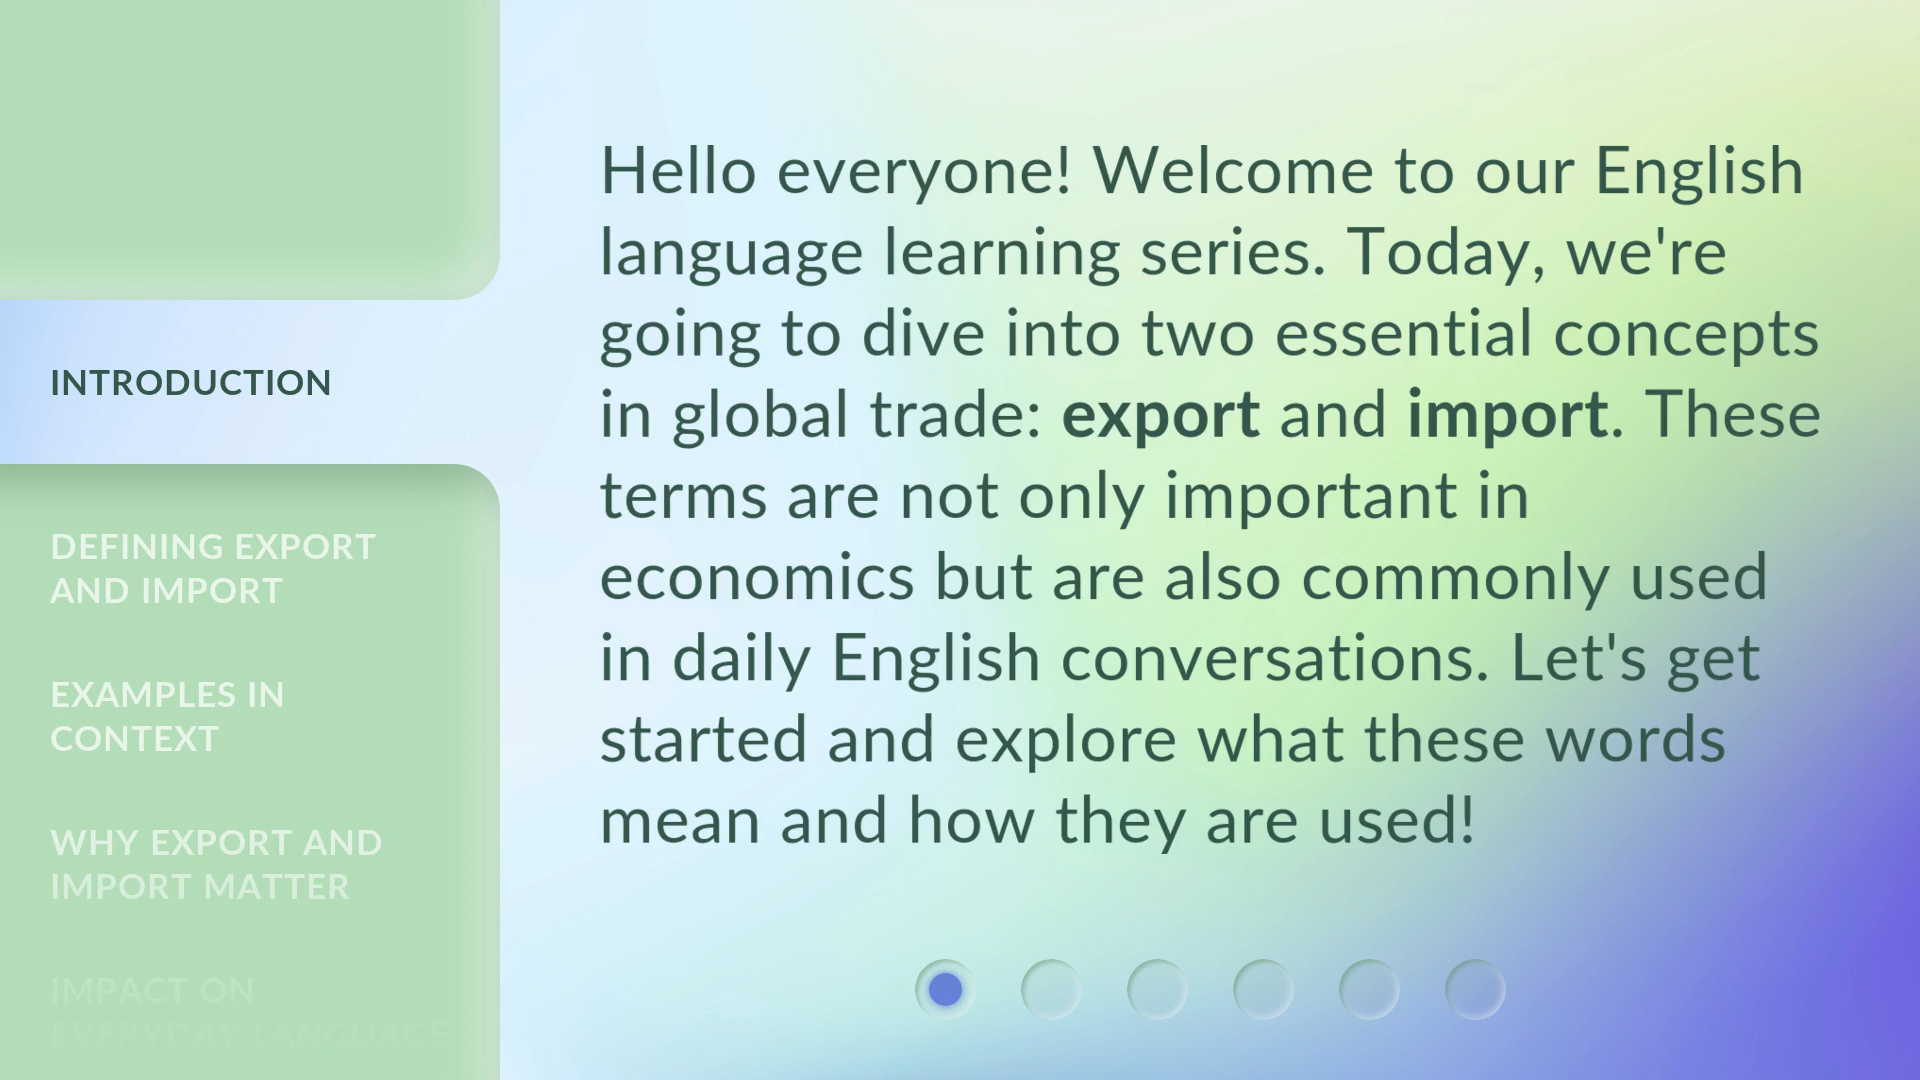 INTRODUCTION
DEFINING EXPORT
AND IMPORT
EXAMPLES IN
CONTEXT
WHY EXPORT AND
IMPORT MATTER
IMPACT ON
EVERYDAY LANGUAGE
Hello everyone! Welcome to our English
language learning series. Today, we're
going to dive into two essential concepts
in global trade: export and import. These
terms are not only important in
economics but are also commonly used
in daily English conversations. Let's get
started and explore what these words
mean and how they are used!